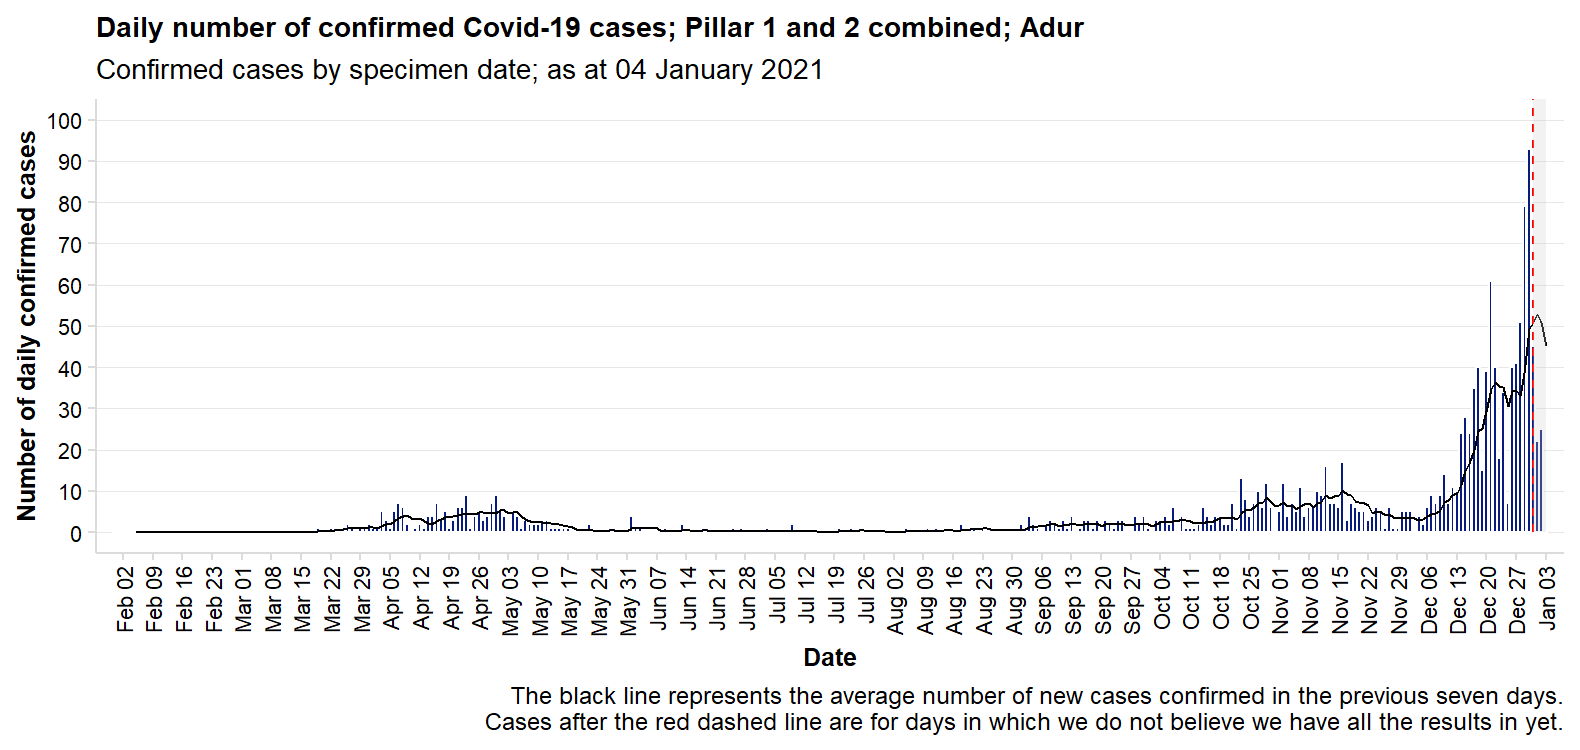 Daily number of confirmed Covid-19 cases; Pillar 1 and 2 combined; Adur
Confirmed cases by specimen date; as at 04 January 2021
Number of daily confirmed cases
100
90
80
70
60
50
40
30
20
10
0
Feb 02
Feb 09
Feb 16
Feb 23
Mar 01
Mar 08
Mar 15
Mar 22
Mar 29
Apr 05
Apr 12
Apr 19
Apr 26
May 03
May 10
May 17
May 24
May 31
Jun 07
Jun 14
Jun 21
Jun 28
Jul 05
Jul 12
Jul 19
Jul 26
Aug 02
Aug 09
Aug 16
Aug 23
Aug 30
Sep 06
Sep 13
Sep 20
Sep 27
Oct 04
Oct 11
Oct 18
Oct 25
Nov 01
Nov 08
Nov 15
Nov 22
Nov 29
Dec 06
Dec 13
Dec 20
Dec 27
Jan 03
Date
The black line represents the average number of new cases confirmed in the previous seven days.
Cases after the red dashed line are for days in which we do not believe we have all the results in yet.